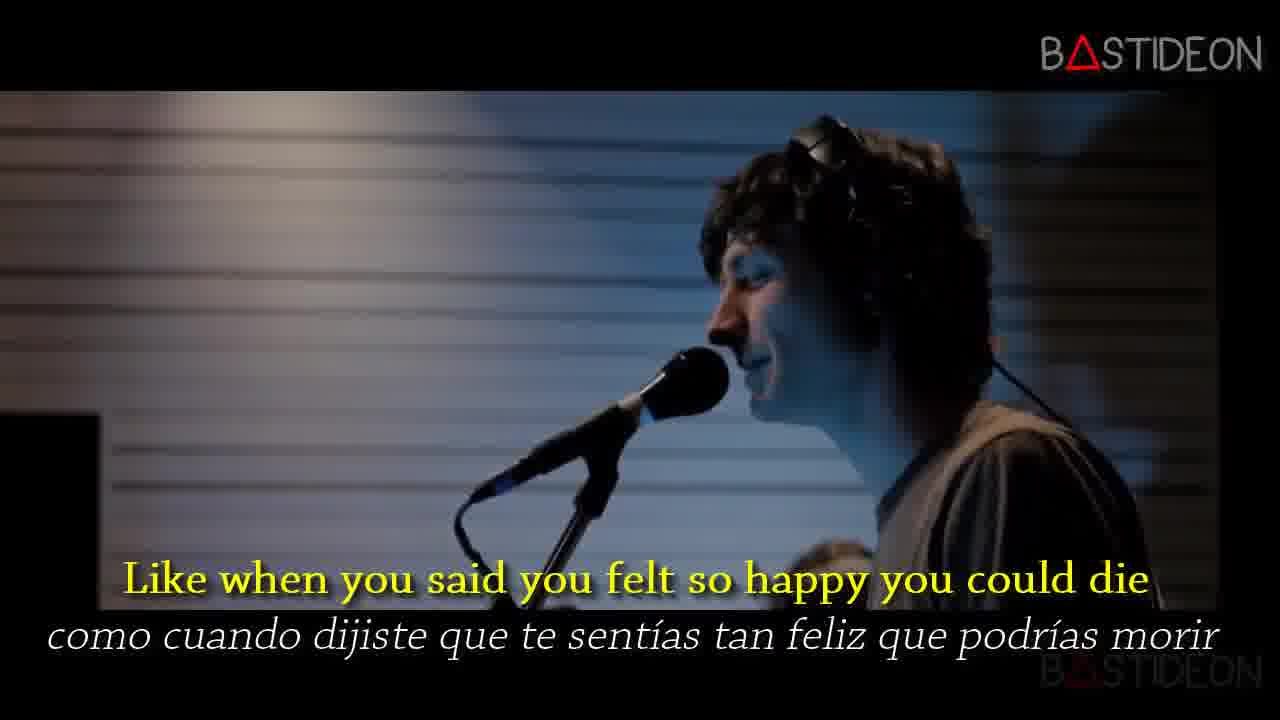 BASTIDEON
Like when you said you felt so happy you could die
como cuando dijiste que te sentías tan feliz que podrías morir
BASTIDEON